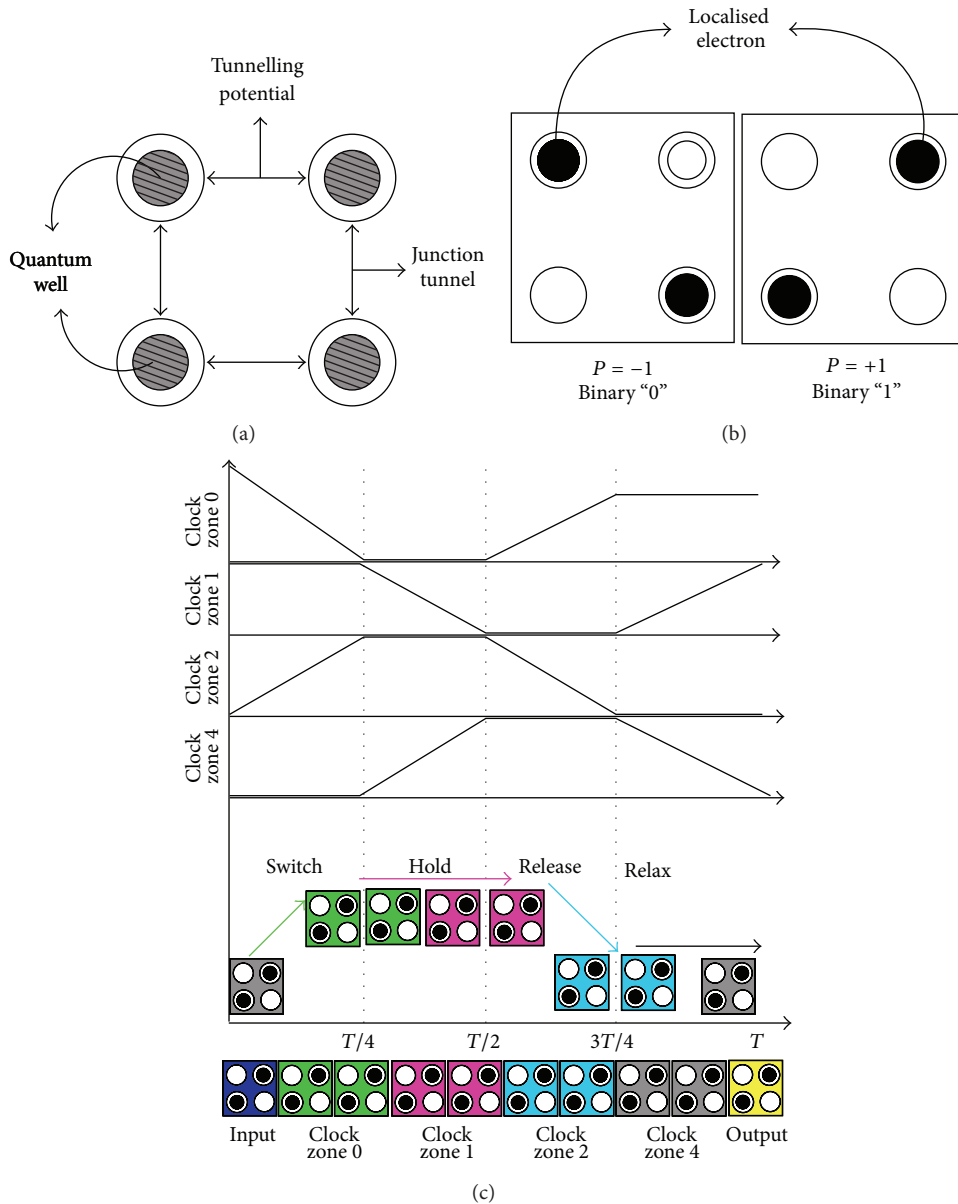 Tunnelling
potential
Quantum
well
Junction
tunnel
(a)
Localised
electron
P = −1
Binary “0”
P = +1
Binary “1”
(b)
Clock
zone 0
Clock
zone 1
Clock
zone 2
Clock
zone 4
Switch
Hold
Release
Relax
T/4
T/2
3T/4
T
Input
Clock
zone 0
Clock
zone 1
Clock
zone 2
Clock
zone 4
Output
(c)